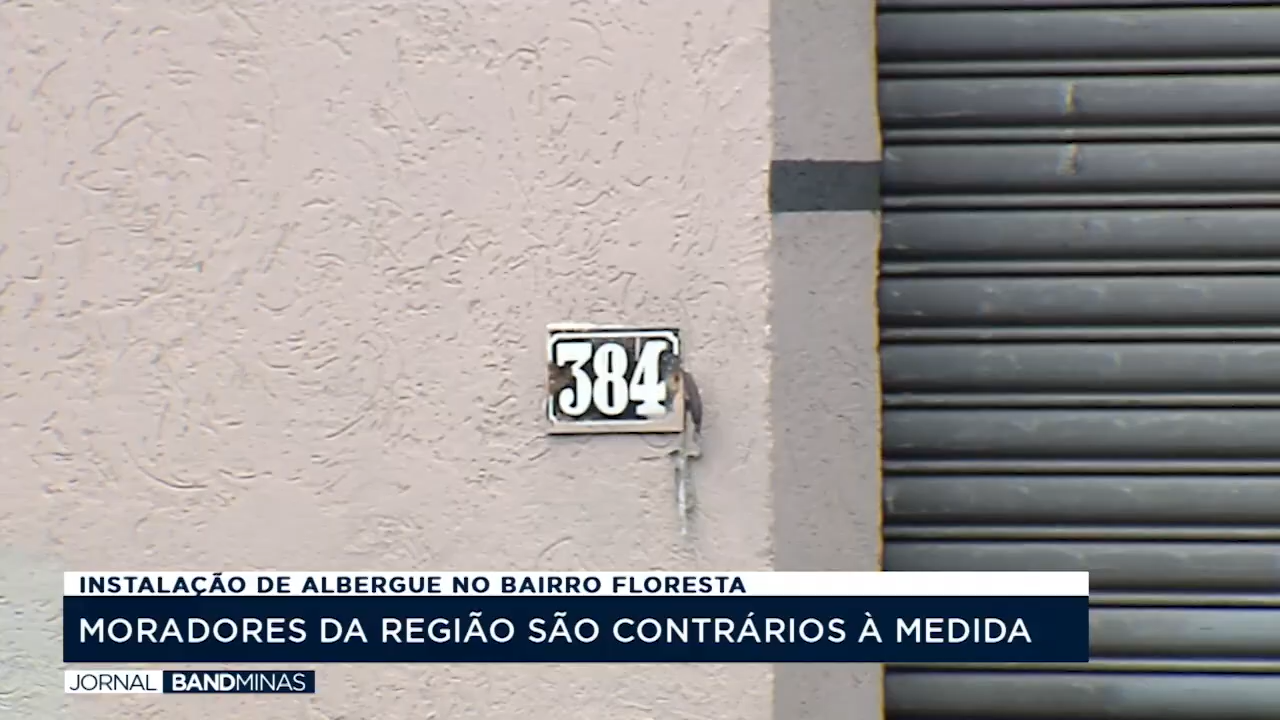 384
INSTALAÇÃO DE ALBERGUE NO BAIRRO FLORESTA
MORADORES DA REGIÃO SÃO CONTRÁRIOS À MEDIDA
JORNAL BANDMINAS